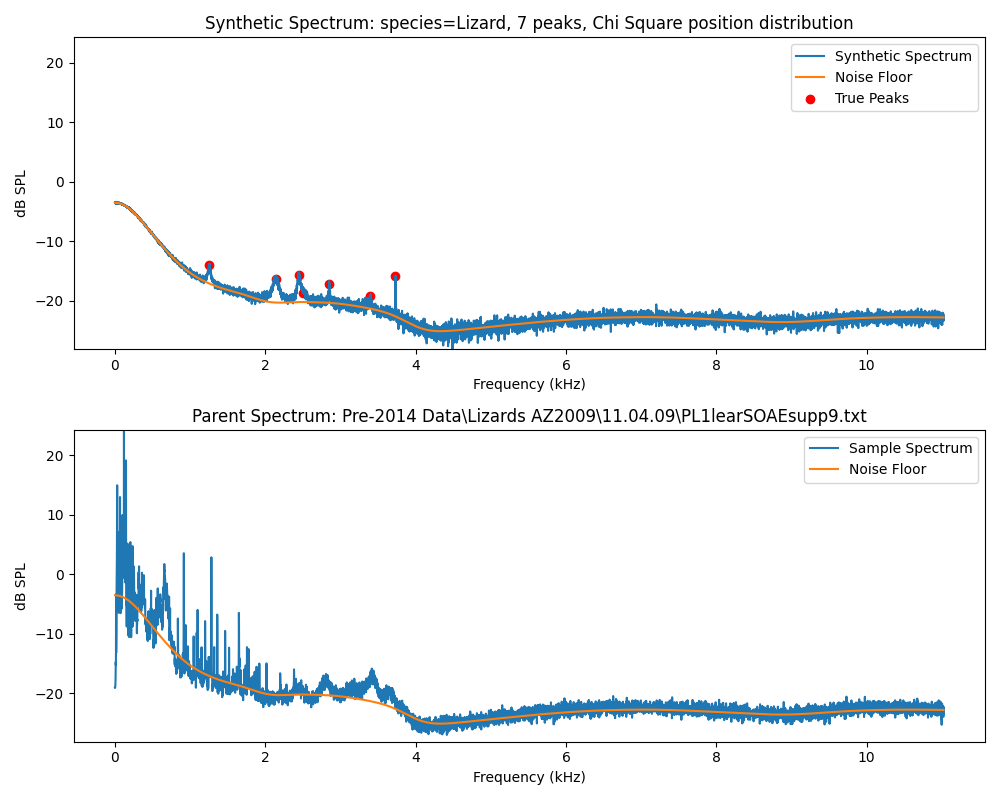 Synthetic Spectrum: species=Lizard, 7 peaks, Chi Square position distribution
20
10
0
−10
−20
dB SPL
Synthetic Spectrum
Noise Floor
True Peaks
0 2 4 6 8 10
Frequency (kHz)
Parent Spectrum: Pre-2014 Data\Lizards AZ2009\11.04.09\PL1learSOAEsupp9.txt
20
10
0
−10
−20
dB SPL
Sample Spectrum
Noise Floor
0 2 4 6 8 10
Frequency (kHz)